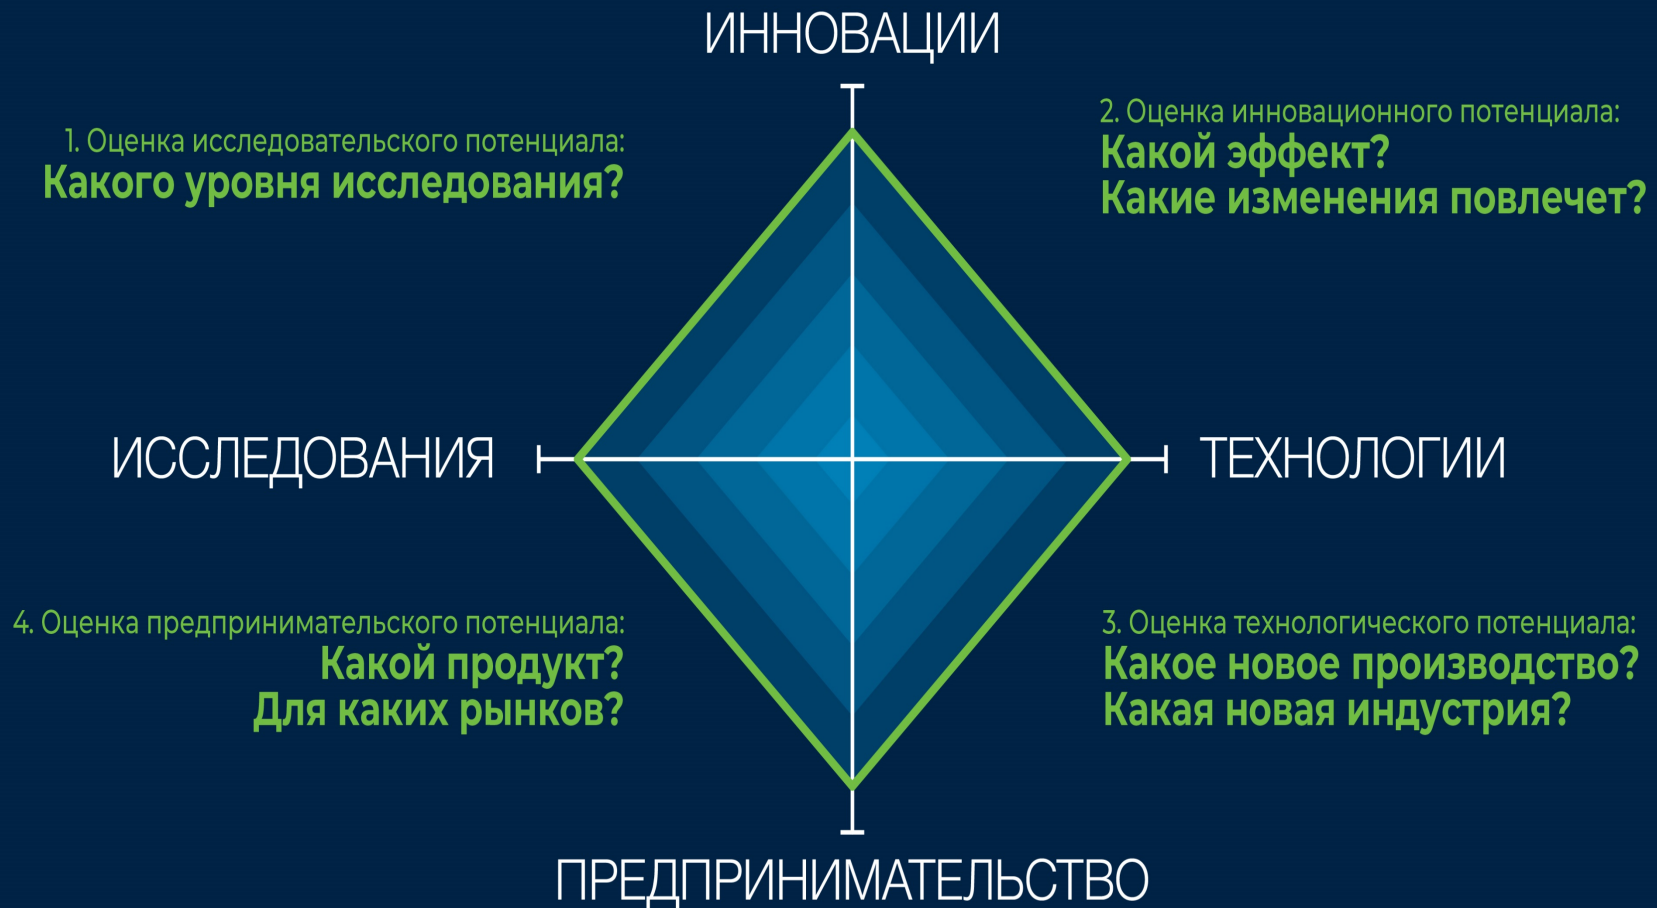 ИННОВАЦИИ
1. Оценка исследовательского потенциала:
Какого уровня исследования?
2. Оценка инновационного потенциала:
Какой эффект?
Какие изменения повлечет?
ИССЛЕДОВАНИЯ
ТЕХНОЛОГИИ
4. Оценка предпринимательского потенциала:
Какой продукт?
Для каких рынков?
3. Оценка технологического потенциала:
Какое новое производство?
Какая новая индустрия?
ПРЕДПРИНИМАТЕЛЬСТВО